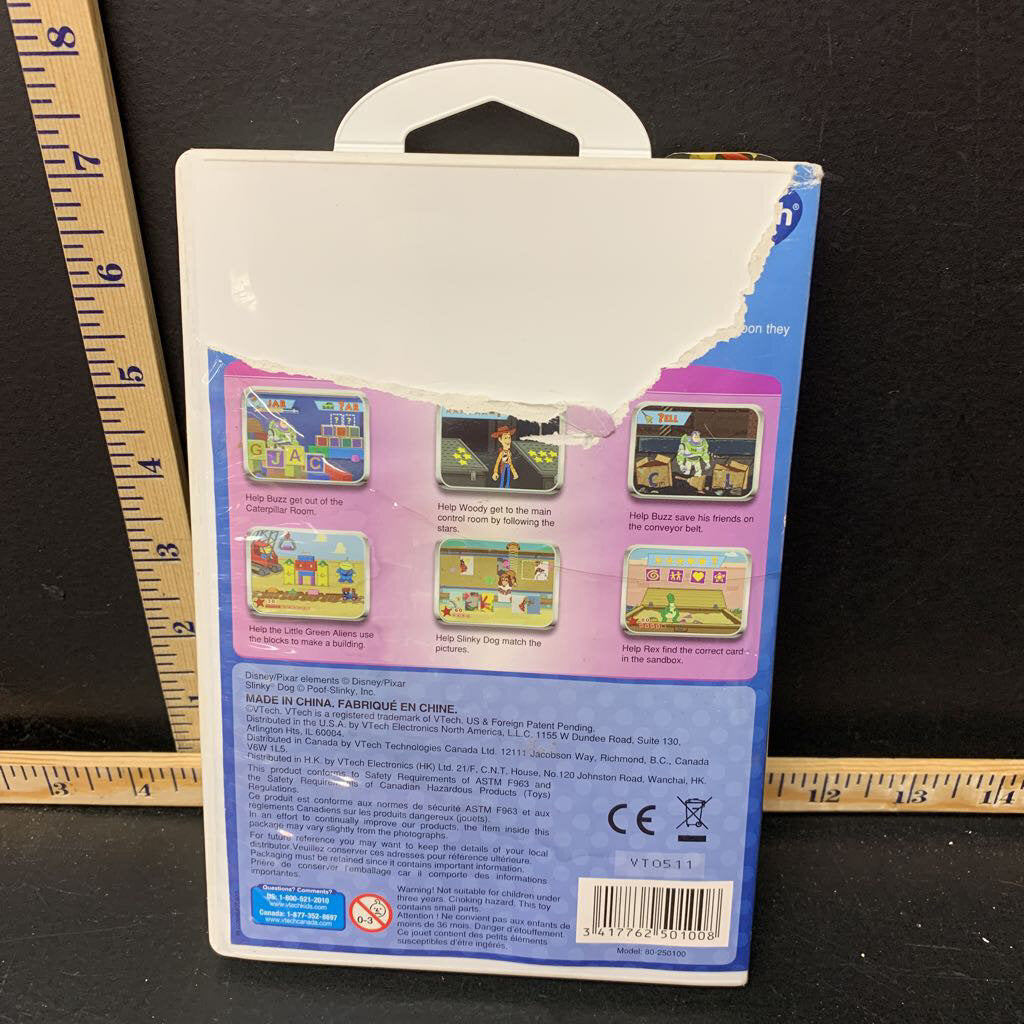 8
7
6
5
4
3
2
3
4
12
13
14
h®
they
JAR
TAR
G J A C
YELL
C L
Help Buzz get out of the
Caterpillar Room.
Help Woody get to the main
control room by following the
stars.
Help Buzz save his friends on
the conveyor belt.
Help the Little Green Aliens use
the blocks to make a building.
Help Slinky Dog match the
pictures.
Help Rex find the correct card
in the sandbox.
Disney/Pixar elements © Disney/Pixar
Slinky® Dog © Poof-Slinky, Inc.
MADE IN CHINA. FABRIQUÉ EN CHINE.
©VTech. VTech is a registered trademark of VTech. US & Foreign Patent Pending.
Distributed in the U.S.A. by VTech Electronics North America, L.L.C. 1155 W Dundee Road, Suite 130,
Arlington Hts, IL 60004.
Distributed in Canada by VTech Technologies Canada Ltd. 12111 Jacobson Way, Richmond, B.C., Canada
V6W 1L5.
Distributed in H.K. by VTech Electronics (HK) Ltd. 21/F, C.N.T. House, No.120 Johnston Road, Wanchai, HK.
This product conforms to Safety Requirements of ASTM F963 and
the Safety Requirements of Canadian Hazardous Products (Toys)
Regulations.
Ce produit est conforme aux normes de sécurité ASTM F963 et aux
règlements Canadiens sur les produits dangereux (jouets).
In an effort to continually improve our products, the item inside this
package may vary slightly from the photographs.
For future reference you may want to keep the details of your local
distributor.Veuillez conserver ces adresses pour référence ultérieure.
Packaging must be retained since it contains important information.
Prière de conserver l'emballage car il comporte des informations
importantes.
CE
VT0511
Questions? Comments?
US: 1-800-521-2010
www.vtechkids.com
Canada: 1-877-352-8697
www.vtechcanada.com
0-3
Warning! Not suitable for children under
three years. Choking hazard. This toy
contains small parts.
Attention ! Ne convient pas aux enfants de
moins de 36 mois. Danger d'étouffement.
Ce jouet contient des petits éléments
susceptibles d'être ingérés.
3 417762 501008
Model: 80-250100